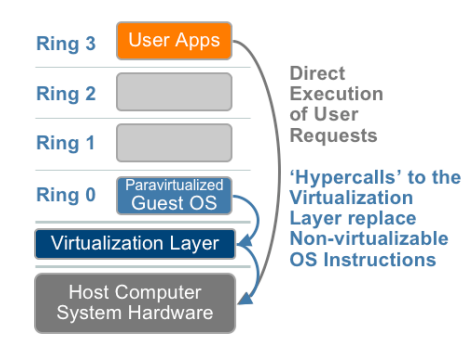 Ring 3
User Apps
Ring 2
Ring 1
Ring 0
Paravirtualized
Guest OS
Virtualization Layer
Host Computer
System Hardware
Direct
Execution
of User
Requests
‘Hypercalls’ to the
Virtualization
Layer replace
Non-virtualizable
OS Instructions